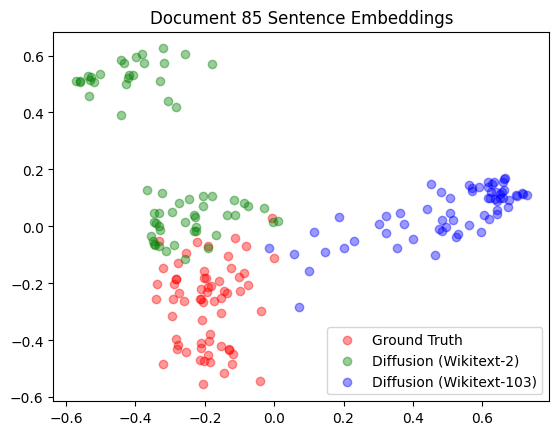 Document 85 Sentence Embeddings
0.6
0.4
0.2
0.0
−0.2
−0.4
−0.6
−0.6 −0.4 −0.2 0.0 0.2 0.4 0.6
Ground Truth
Diffusion (Wikitext-2)
Diffusion (Wikitext-103)